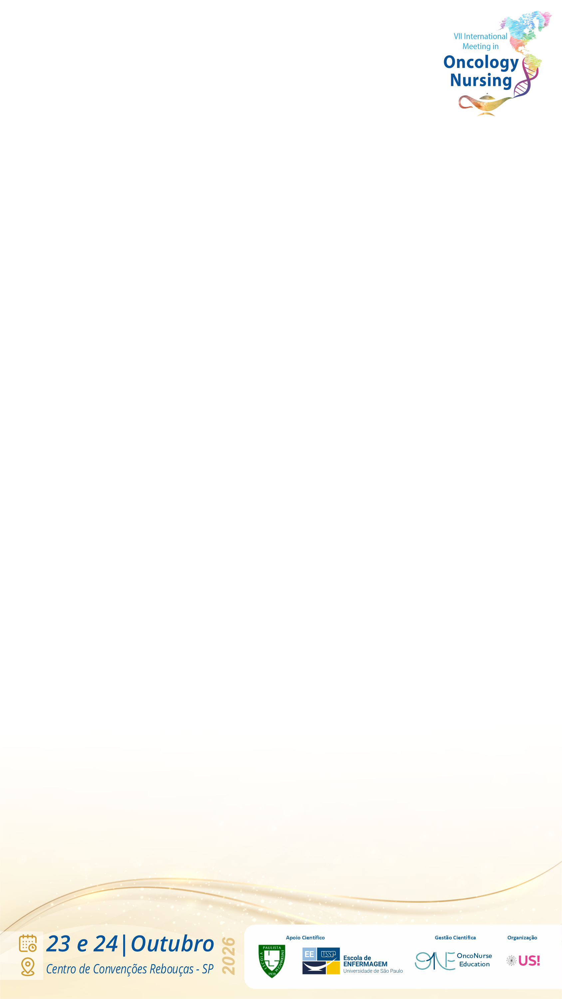 VII International
Meeting in
Oncology
Nursing
23 e 24|Outubro
Centro de Convenções Rebouças - SP
2026
Apoio Científico
ESCOLA PAULISTA ENFERMAGEM
1939
EE USP
Escola de
ENFERMAGEM
Universidade de São Paulo
Gestão Científica
ONE
OncoNurse
Education
Organização
US!